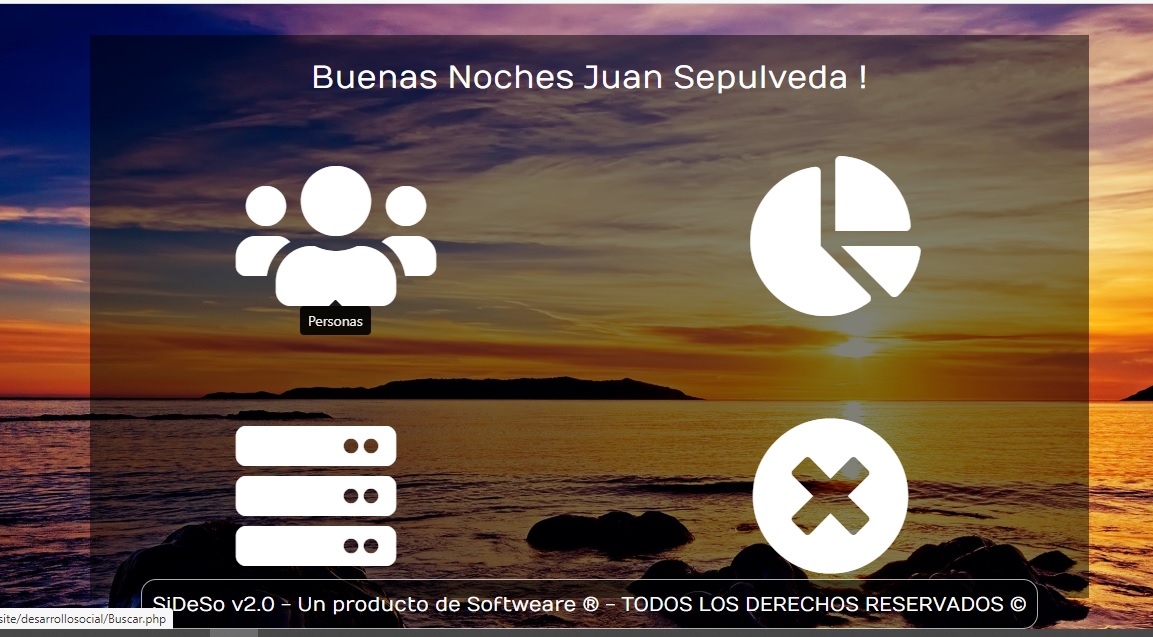 Buenas Noches Juan Sepulveda !
Personas
SiDeSo v2.0 - Un producto de Softweare ® - TODOS LOS DERECHOS RESERVADOS ©
site/desarrollosocial/Buscar.php